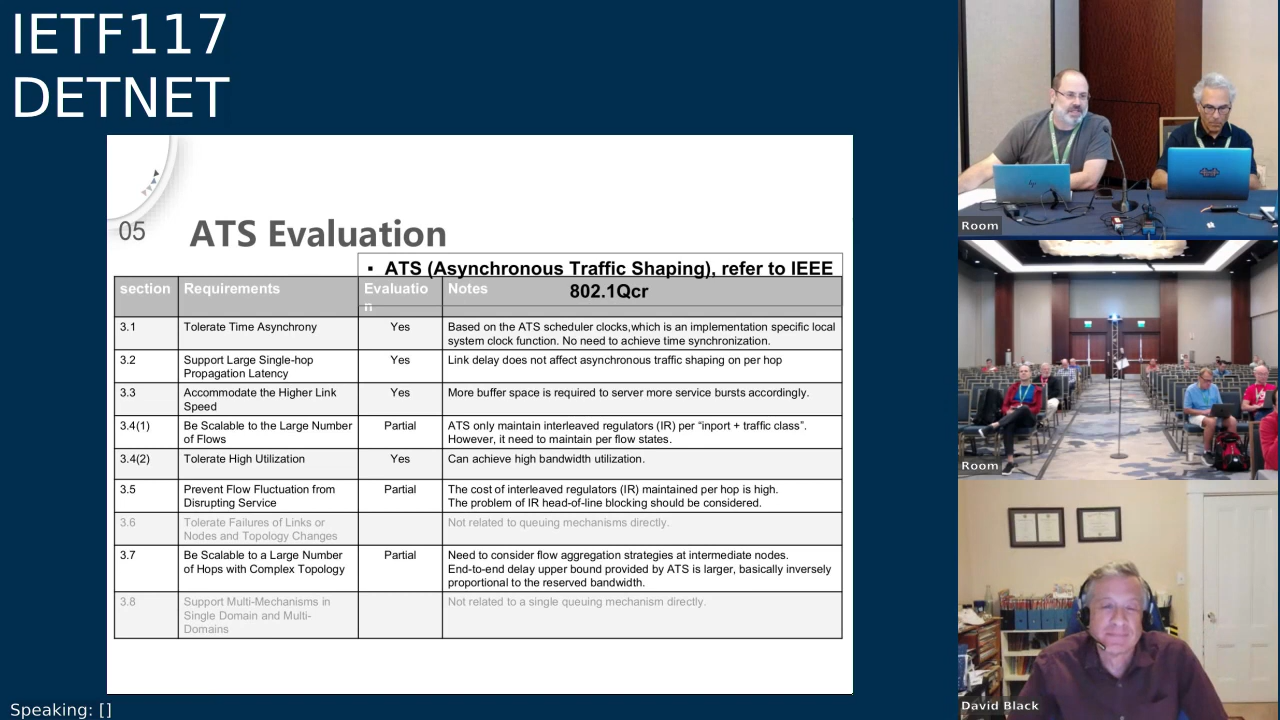 IETF117
DETNET
05
ATS Evaluation
▪ ATS (Asynchronous Traffic Shaping), refer to IEEE
802.1Qcr
section Requirements Evaluatio Notes
n
3.1 Tolerate Time Asynchrony Yes Based on the ATS scheduler clocks,which is an implementation specific local
system clock function. No need to achieve time synchronization.
3.2 Support Large Single-hop Yes Link delay does not affect asynchronous traffic shaping on per hop
Propagation Latency
3.3 Accommodate the Higher Link Yes More buffer space is required to server more service bursts accordingly.
Speed
3.4(1) Be Scalable to the Large Number Partial ATS only maintain interleaved regulators (IR) per “inport + traffic class”.
of Flows However, it need to maintain per flow states.
3.4(2) Tolerate High Utilization Yes Can achieve high bandwidth utilization.
3.5 Prevent Flow Fluctuation from Partial The cost of interleaved regulators (IR) maintained per hop is high.
Disrupting Service The problem of IR head-of-line blocking should be considered.
3.6 Tolerate Failures of Links or Not related to queuing mechanisms directly.
Nodes and Topology Changes
3.7 Be Scalable to a Large Number Partial Need to consider flow aggregation strategies at intermediate nodes.
of Hops with Complex Topology End-to-end delay upper bound provided by ATS is larger, basically inversely
proportional to the reserved bandwidth.
3.8 Support Multi-Mechanisms in Not related to a single queuing mechanism directly.
Single Domain and Multi-
Domains
Room
Room
David Black
Speaking: []